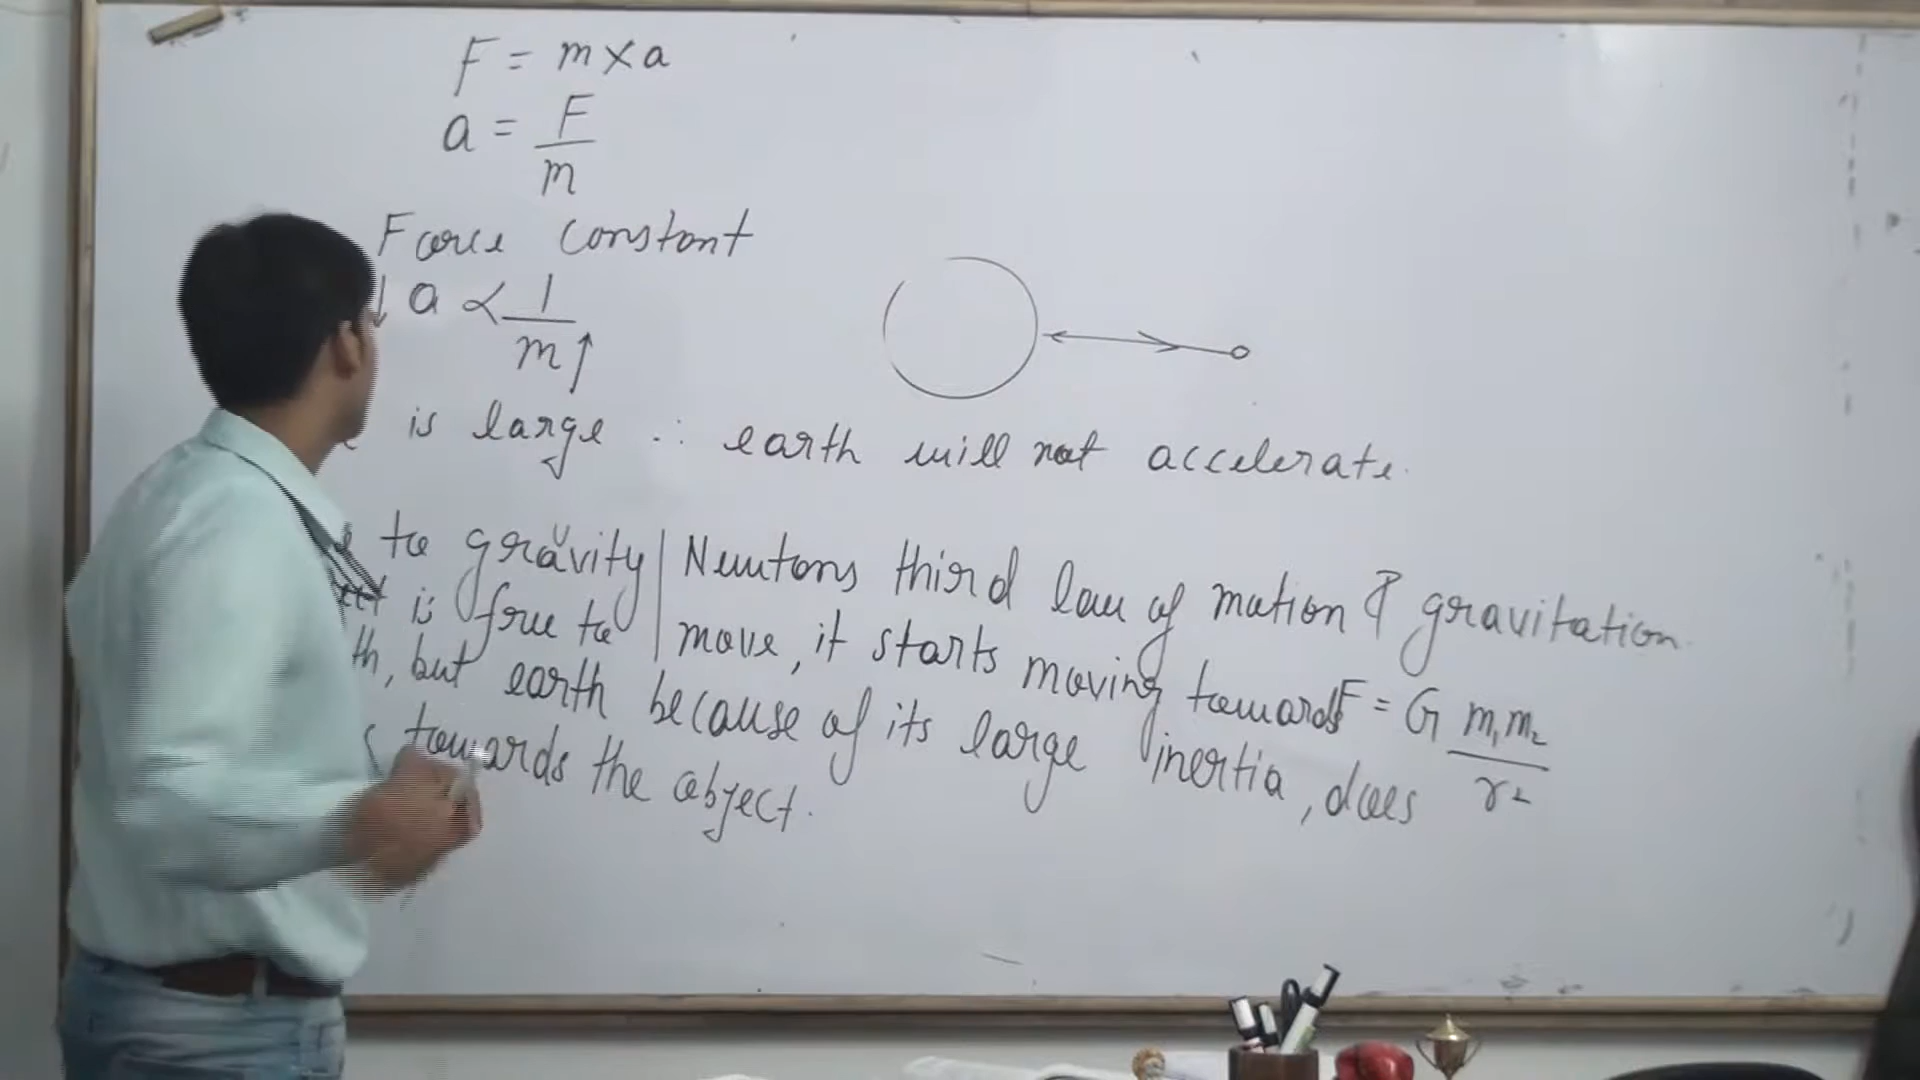 F = m × a
a = F/m
Force constant
↓ a ∝ 1/m ↑
is large ∴ earth will not accelerate.
to gravity | Newtons third law of motion & gravitation
is free to | move, it starts moving towards
but earth because of its large inertia, does
towards the object.
F = G m₁m₂/r²